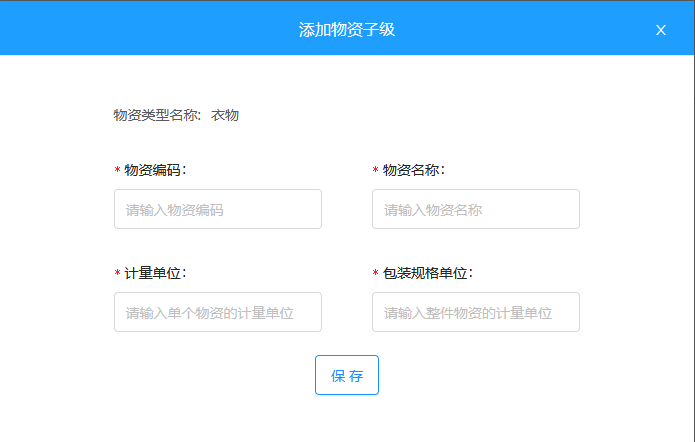 添加物资子级
X
物资类型名称: 衣物
* 物资编码: * 物资名称:
请输入物资编码 请输入物资名称
* 计量单位: * 包装规格单位:
请输入单个物资的计量单位 请输入整件物资的计量单位
保 存